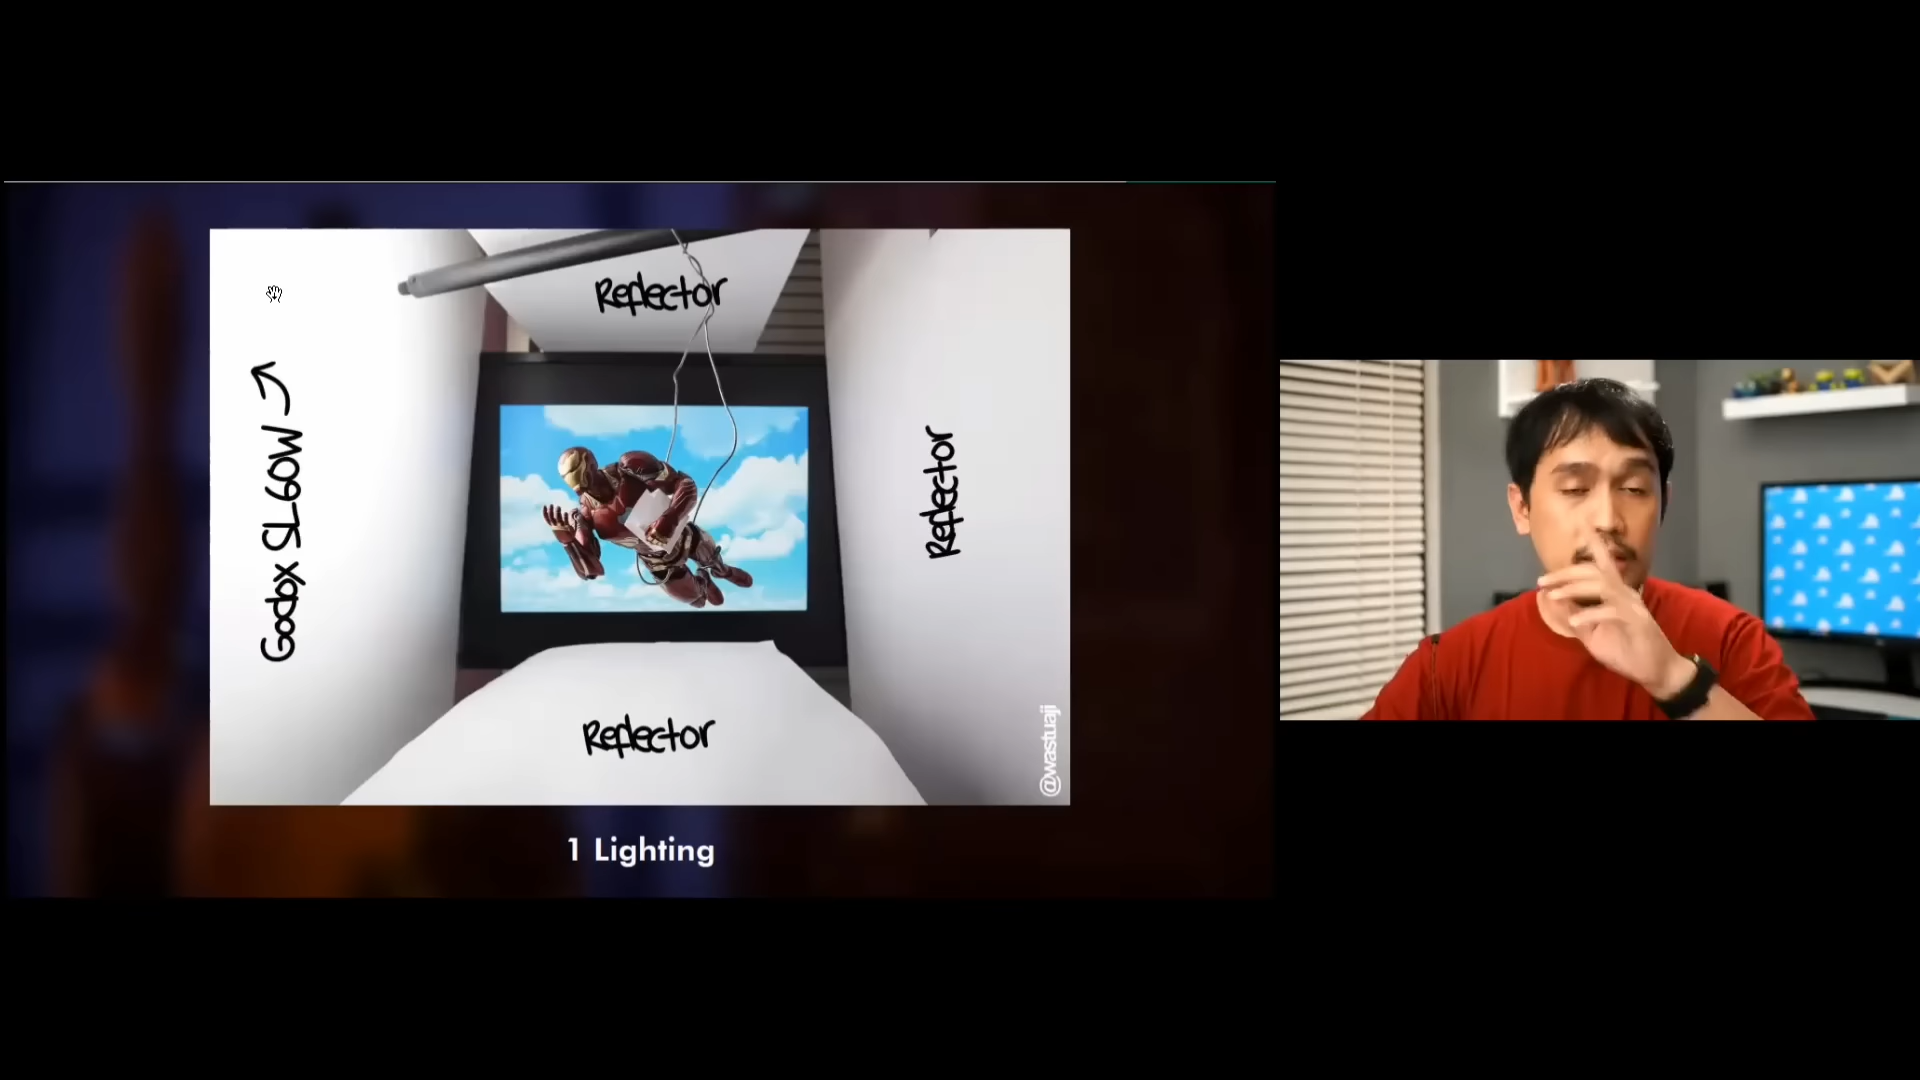 Reflector
Godox SL60W
Reflector
Reflector
@wastuaji
1 Lighting